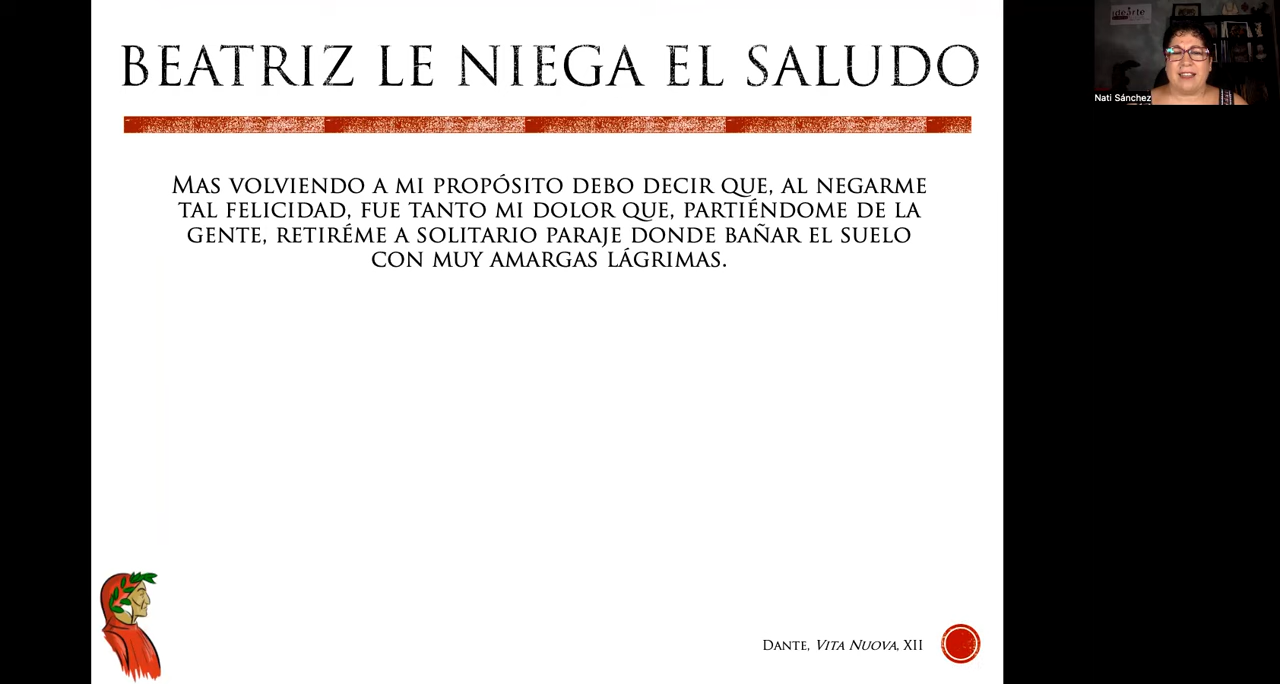 BEATRIZ LE NIEGA EL SALUDO
MAS VOLVIENDO A MI PROPÓSITO DEBO DECIR QUE, AL NEGARME
TAL FELICIDAD, FUE TANTO MI DOLOR QUE, PARTIÉNDOME DE LA
GENTE, RETIRÉME A SOLITARIO PARAJE DONDE BAÑAR EL SUELO
CON MUY AMARGAS LÁGRIMAS.
DANTE, VITA NUOVA, XII
idearte
Nati Sánchez